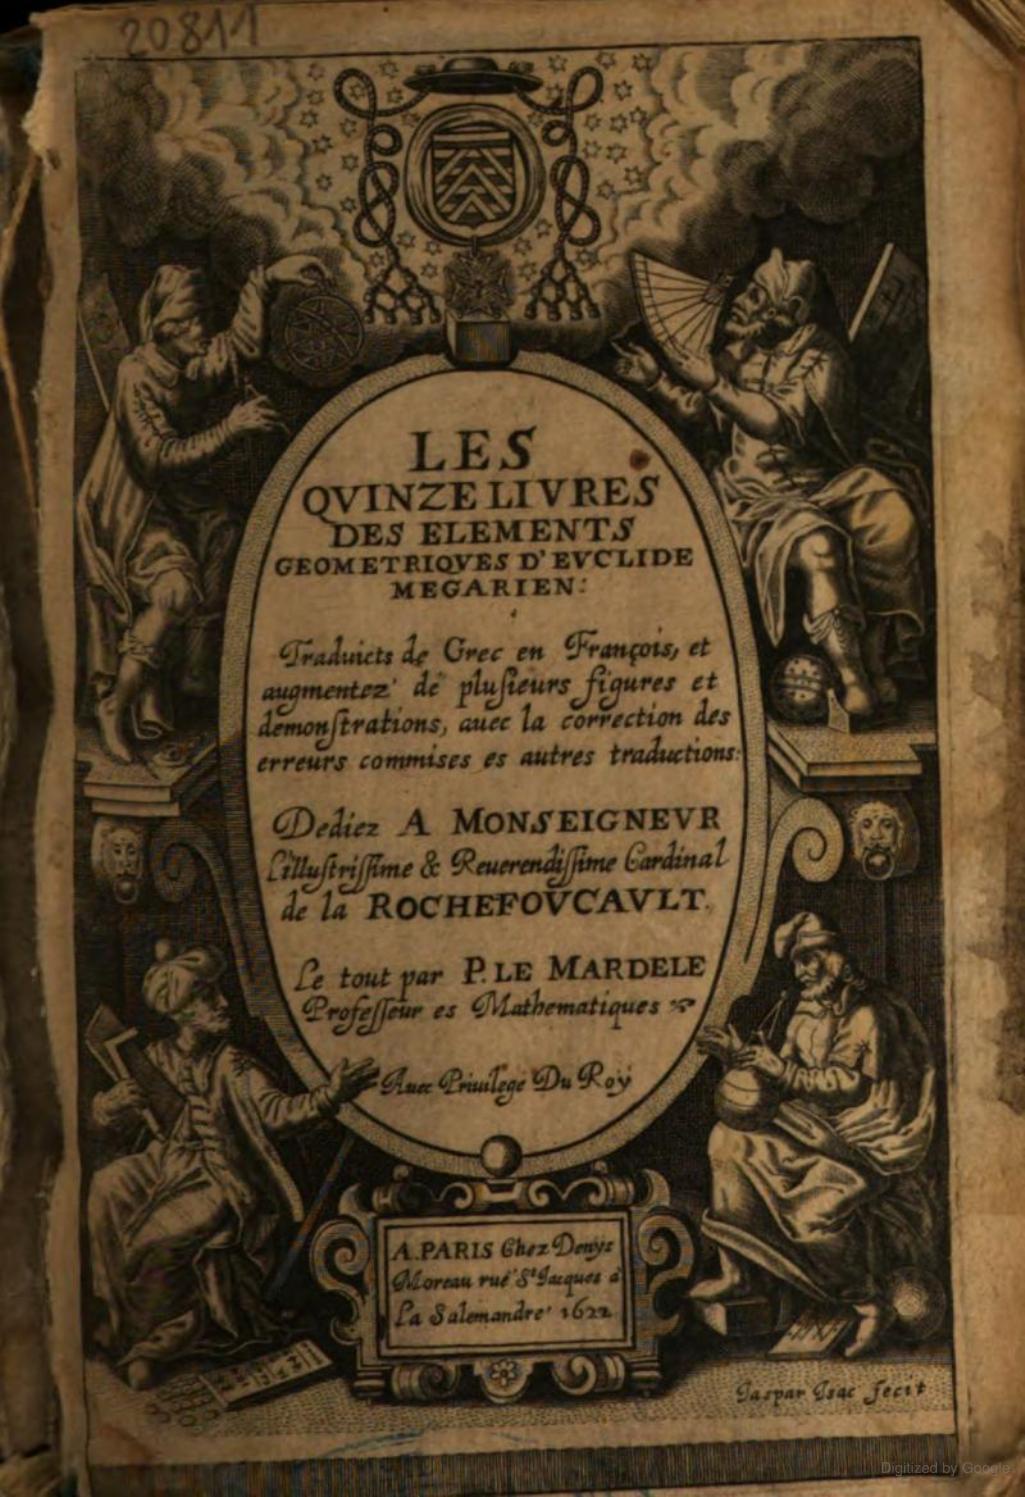 20811
LES
QVINZE LIVRES
DES ELEMENTS
GEOMETRIQVES D'EVCLIDE
MEGARIEN:
Traduicts de Grec en François, et
augmentez de pluſieurs figures et
demonſtrations, auec la correction des
erreurs commises es autres traductions:
Dediez A MONSEIGNEVR
L'illuſtriſſime & Reuerendiſſime Cardinal
de la ROCHEFOVCAVLT.
Le tout par P. LE MARDELE
Profeſſeur es Mathematiques
Auec Priuilege Du Roy
A PARIS Chez Denys
Moreau rue St Jacques a
La Salemandre 1622
Gaspar Isac fecit
Digitized by Google